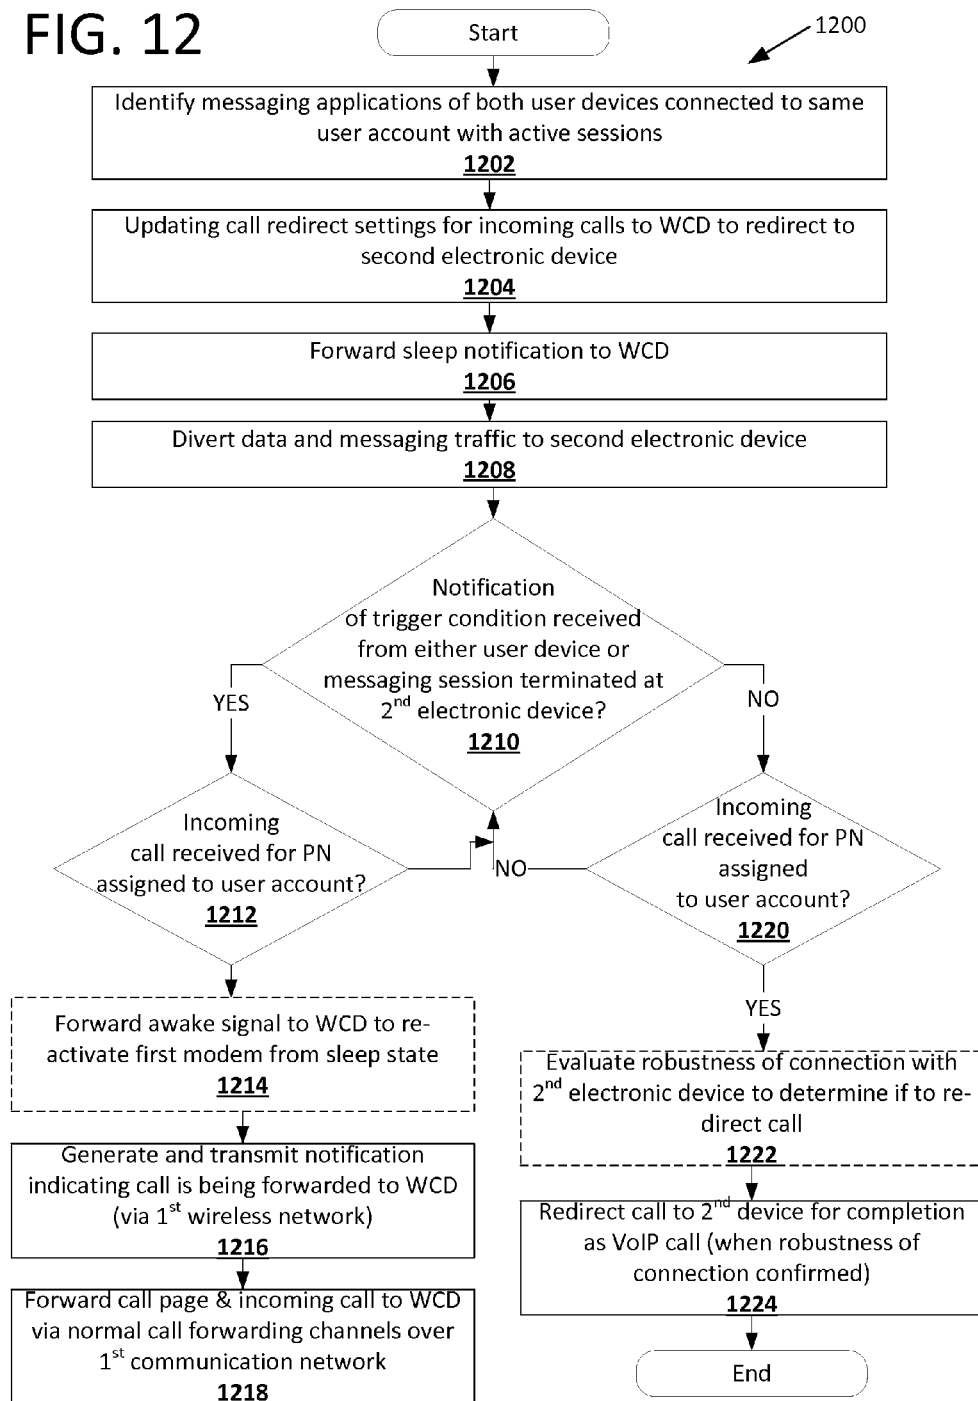 FIG. 12
Start
1200
Identify messaging applications of both user devices connected to same
user account with active sessions
1202
Updating call redirect settings for incoming calls to WCD to redirect to
second electronic device
1204
Forward sleep notification to WCD
1206
Divert data and messaging traffic to second electronic device
1208
Notification
of trigger condition received
from either user device or
messaging session terminated at
2nd electronic device?
1210
YES
NO
Incoming
call received for PN
assigned to user account?
1212
NO
Incoming
call received for PN
assigned
to user account?
1220
YES
Forward awake signal to WCD to re-
activate first modem from sleep state
1214
Generate and transmit notification
indicating call is being forwarded to WCD
(via 1st wireless network)
1216
Forward call page & incoming call to WCD
via normal call forwarding channels over
1st communication network
1218
Evaluate robustness of connection with
2nd electronic device to determine if to re-
direct call
1222
Redirect call to 2nd device for completion
as VoIP call (when robustness of
connection confirmed)
1224
End